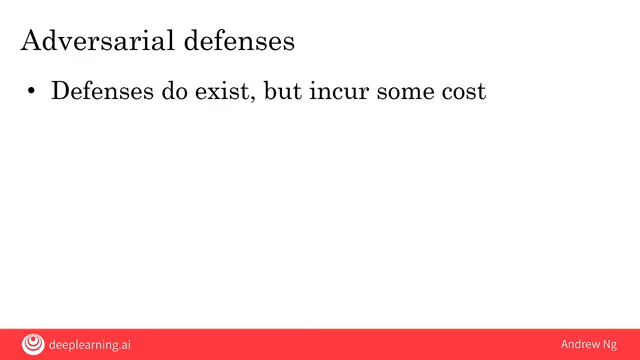 Adversarial defenses
• Defenses do exist, but incur some cost
deeplearning.ai
Andrew Ng